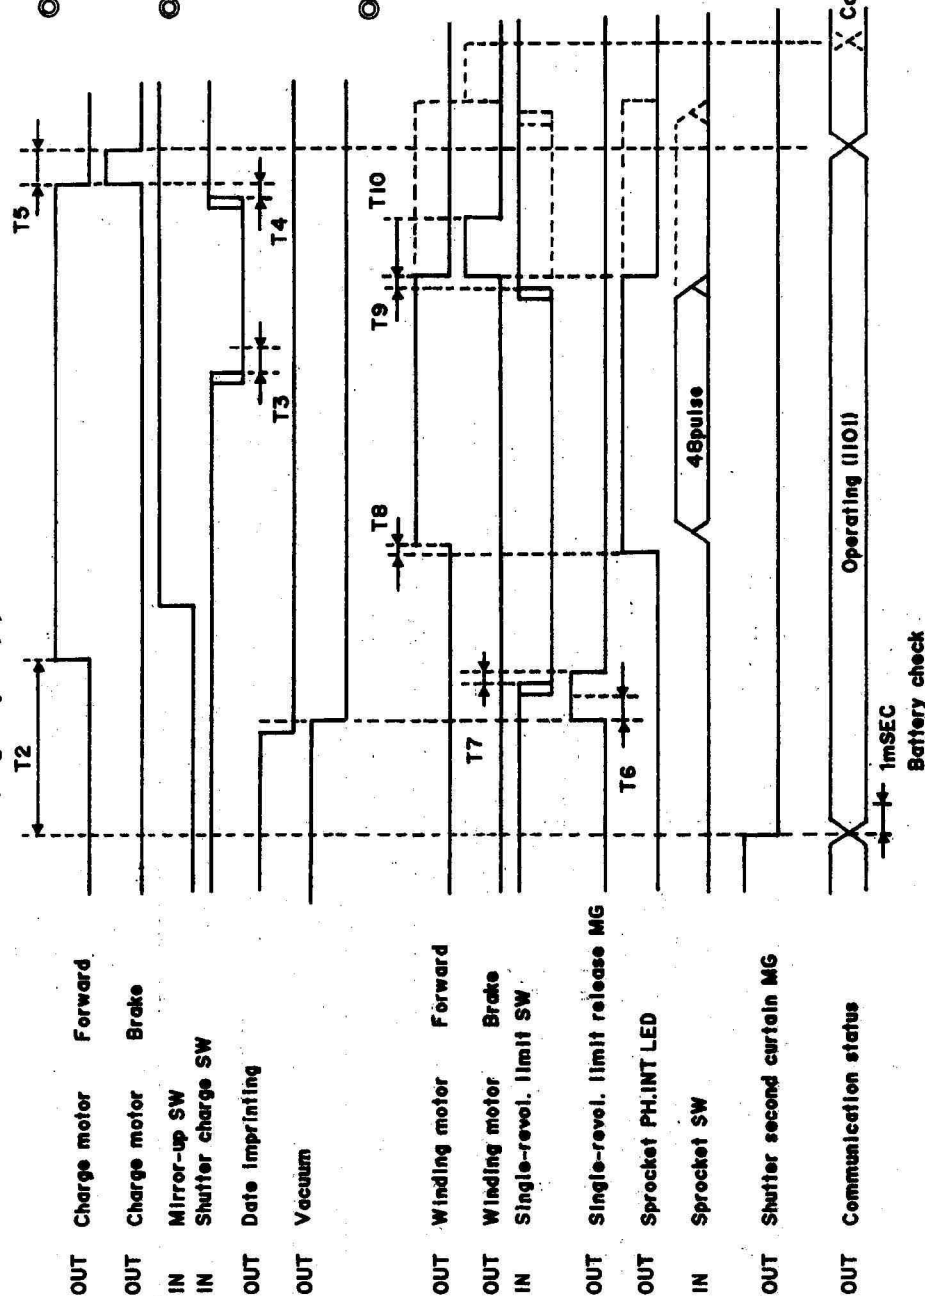 T2
T5
OUT Charge motor Forward
OUT Charge motor Brake
IN Mirror-up SW
IN Shutter charge SW
T3
T4
OUT Date imprinting
OUT Vacuum
T8
T9
T10
OUT Winding motor Forward
OUT Winding motor Brake
IN Single-revol. limit SW
T7
OUT Single-revol. limit release MG
T6
OUT Sprocket PH.INT LED
IN Sprocket SW
48pulse
OUT Shutter second curtain MG
OUT Communication status
Operating (1101)
1mSEC
Battery check